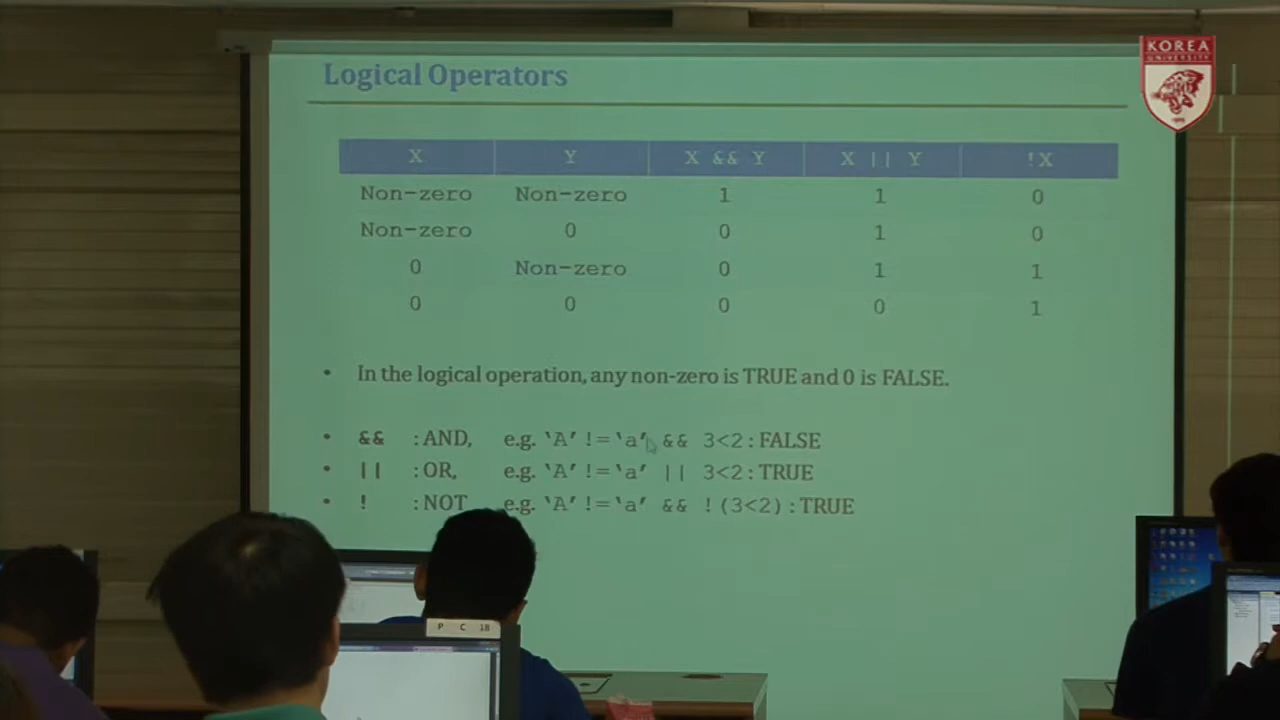 KOREA
UNIVERSITY
Logical Operators
X Y X && Y X || Y !X
Non-zero Non-zero 1 1 0
Non-zero 0 0 1 0
0 Non-zero 0 1 1
0 0 0 0 1
• In the logical operation, any non-zero is TRUE and 0 is FALSE.
• && : AND, e.g. ‘A’ != ‘a’ && 3<2 : FALSE
• || : OR, e.g. ‘A’ != ‘a’ || 3<2 : TRUE
• ! : NOT e.g. ‘A’ != ‘a’ && !(3<2) : TRUE
P C 18